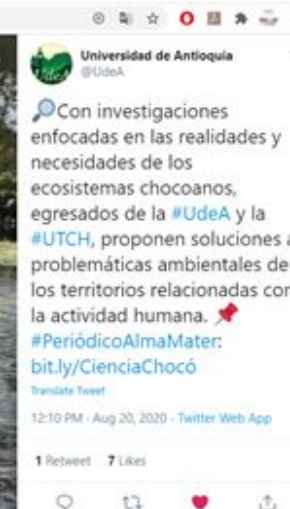 Universidad de Antioquia
@UdeA
🔎Con investigaciones
enfocadas en las realidades y
necesidades de los
ecosistemas chocoanos,
egresados de la #UdeA y la
#UTCH, proponen soluciones a
problemáticas ambientales de
los territorios relacionadas con
la actividad humana. 📌
#PeriódicoAlmaMater:
bit.ly/CienciaChocó
Translate Tweet
12:10 PM · Aug 20, 2020 · Twitter Web App
1 Retweet 7 Likes